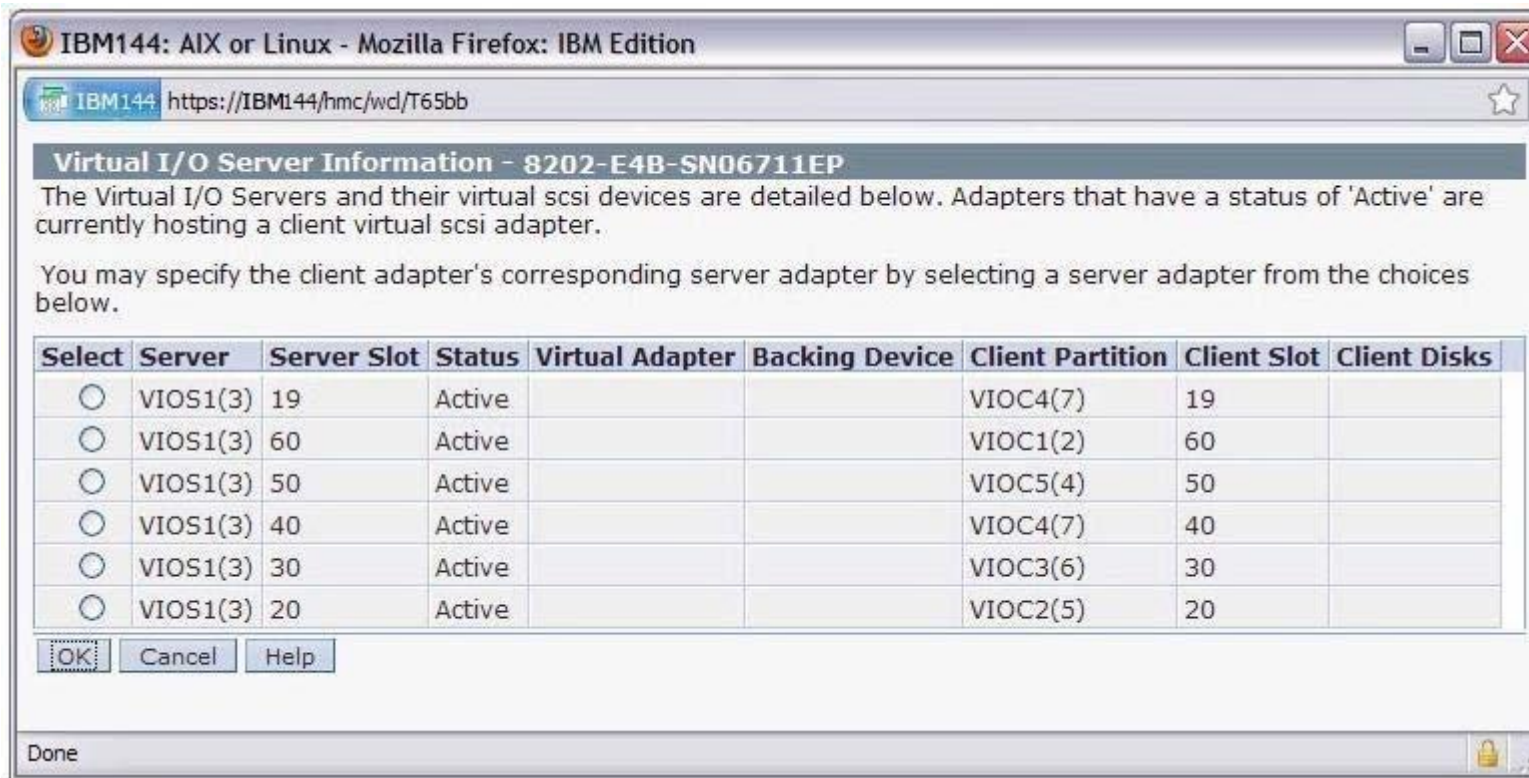 IBM144: AIX or Linux - Mozilla Firefox: IBM Edition
IBM144 https://IBM144/hmc/wcl/T65bb
Virtual I/O Server Information - 8202-E4B-SN06711EP
The Virtual I/O Servers and their virtual scsi devices are detailed below. Adapters that have a status of 'Active' are
currently hosting a client virtual scsi adapter.
You may specify the client adapter's corresponding server adapter by selecting a server adapter from the choices
below.
Select Server Server Slot Status Virtual Adapter Backing Device Client Partition Client Slot Client Disks
VIOS1(3) 19 Active VIOC4(7) 19
VIOS1(3) 60 Active VIOC1(2) 60
VIOS1(3) 50 Active VIOC5(4) 50
VIOS1(3) 40 Active VIOC4(7) 40
VIOS1(3) 30 Active VIOC3(6) 30
VIOS1(3) 20 Active VIOC2(5) 20
OK Cancel Help
Done